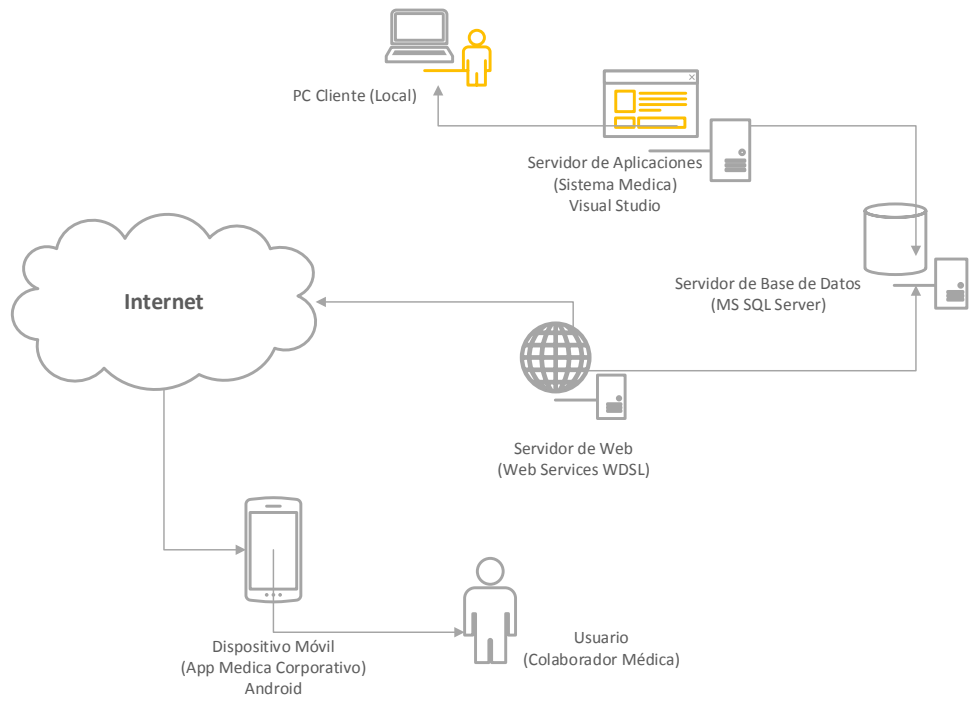 PC Cliente (Local)
Servidor de Aplicaciones
(Sistema Medica)
Visual Studio
Internet
Servidor de Base de Datos
(MS SQL Server)
Servidor de Web
(Web Services WDSL)
Dispositivo Móvil
(App Medica Corporativo)
Android
Usuario
(Colaborador Médica)